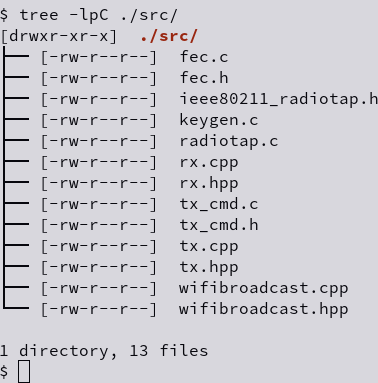 $ tree -lpC ./src/
[drwxr-xr-x]  ./src/
├── [-rw-r--r--]  fec.c
├── [-rw-r--r--]  fec.h
├── [-rw-r--r--]  ieee80211_radiotap.h
├── [-rw-r--r--]  keygen.c
├── [-rw-r--r--]  radiotap.c
├── [-rw-r--r--]  rx.cpp
├── [-rw-r--r--]  rx.hpp
├── [-rw-r--r--]  tx_cmd.c
├── [-rw-r--r--]  tx_cmd.h
├── [-rw-r--r--]  tx.cpp
├── [-rw-r--r--]  tx.hpp
├── [-rw-r--r--]  wifibroadcast.cpp
└── [-rw-r--r--]  wifibroadcast.hpp
1 directory, 13 files
$